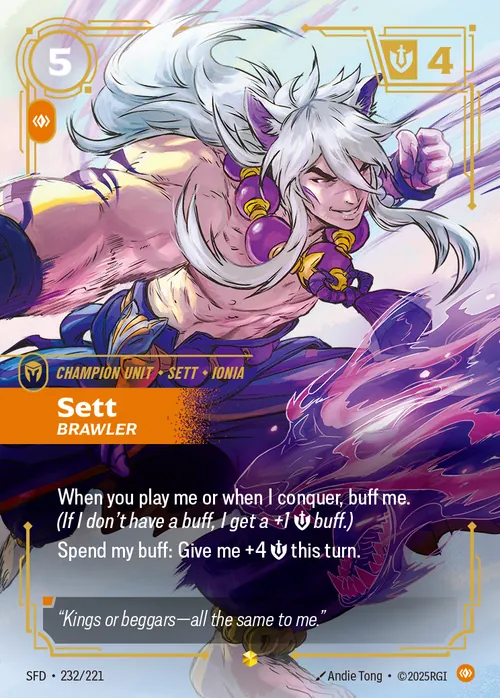 5
4
CHAMPION UNIT • SETT • IONIA
Sett
BRAWLER
When you play me or when I conquer, buff me.
(If I don't have a buff, I get a +1 buff.)
Spend my buff: Give me +4 this turn.
“Kings or beggars—all the same to me.”
SFD • 232/221
Andie Tong • ©2025RGI